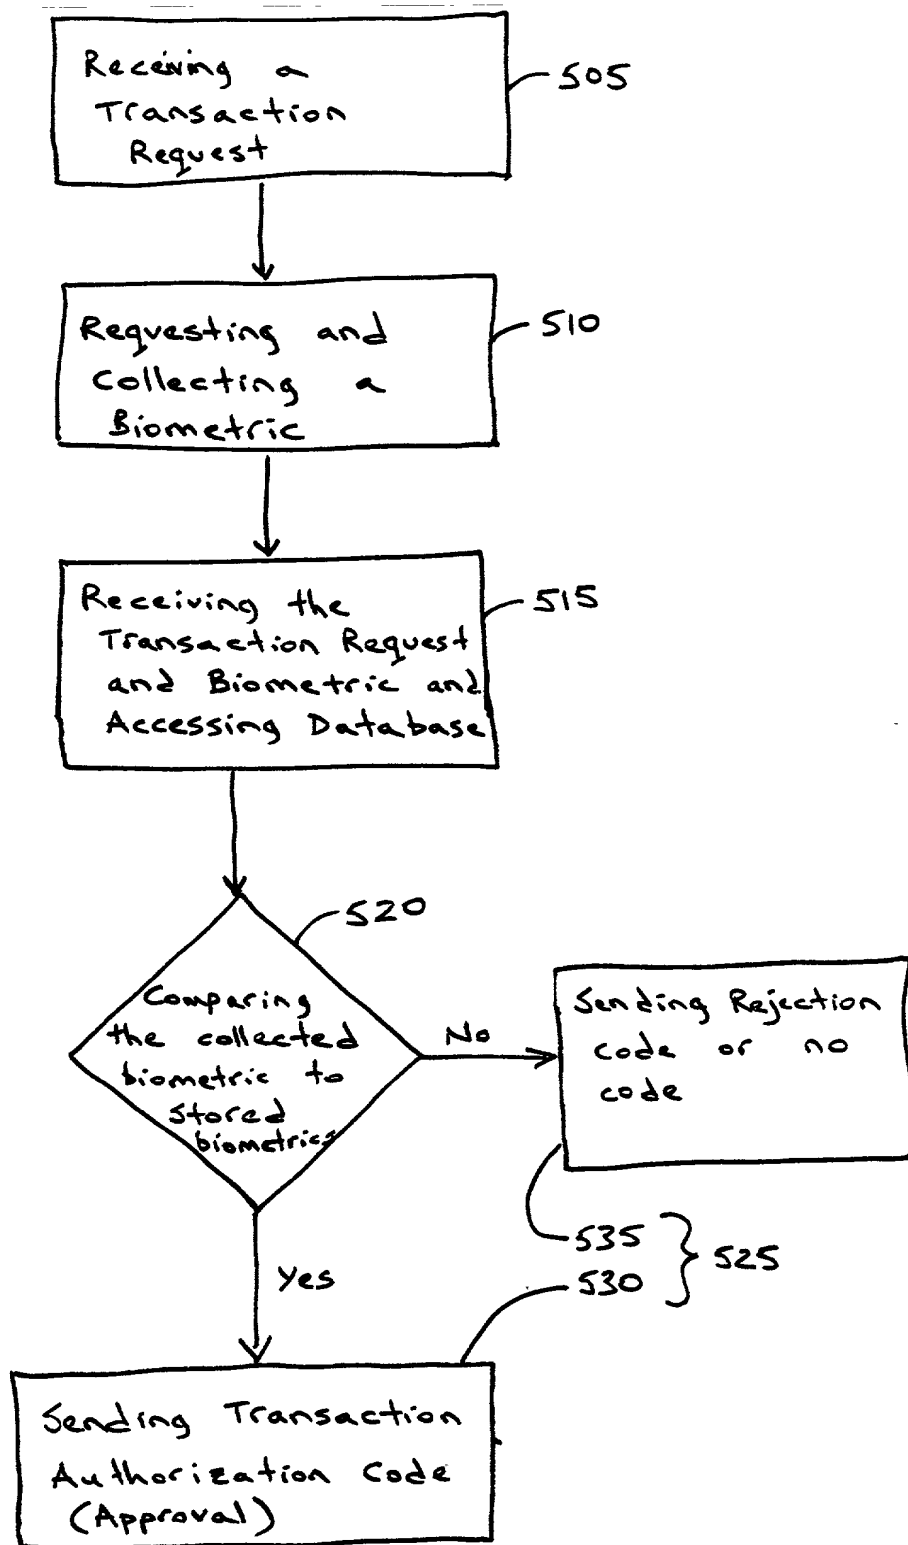 Receiving a
Transaction
Request
505
Requesting and
Collecting a
Biometric
510
Receiving the
Transaction Request
and Biometric and
Accessing Database
515
520
Comparing
the collected
biometric to
stored
biometrics
No
Sending Rejection
code or no
code
535
530
525
Yes
Sending Transaction
Authorization Code
(Approval)